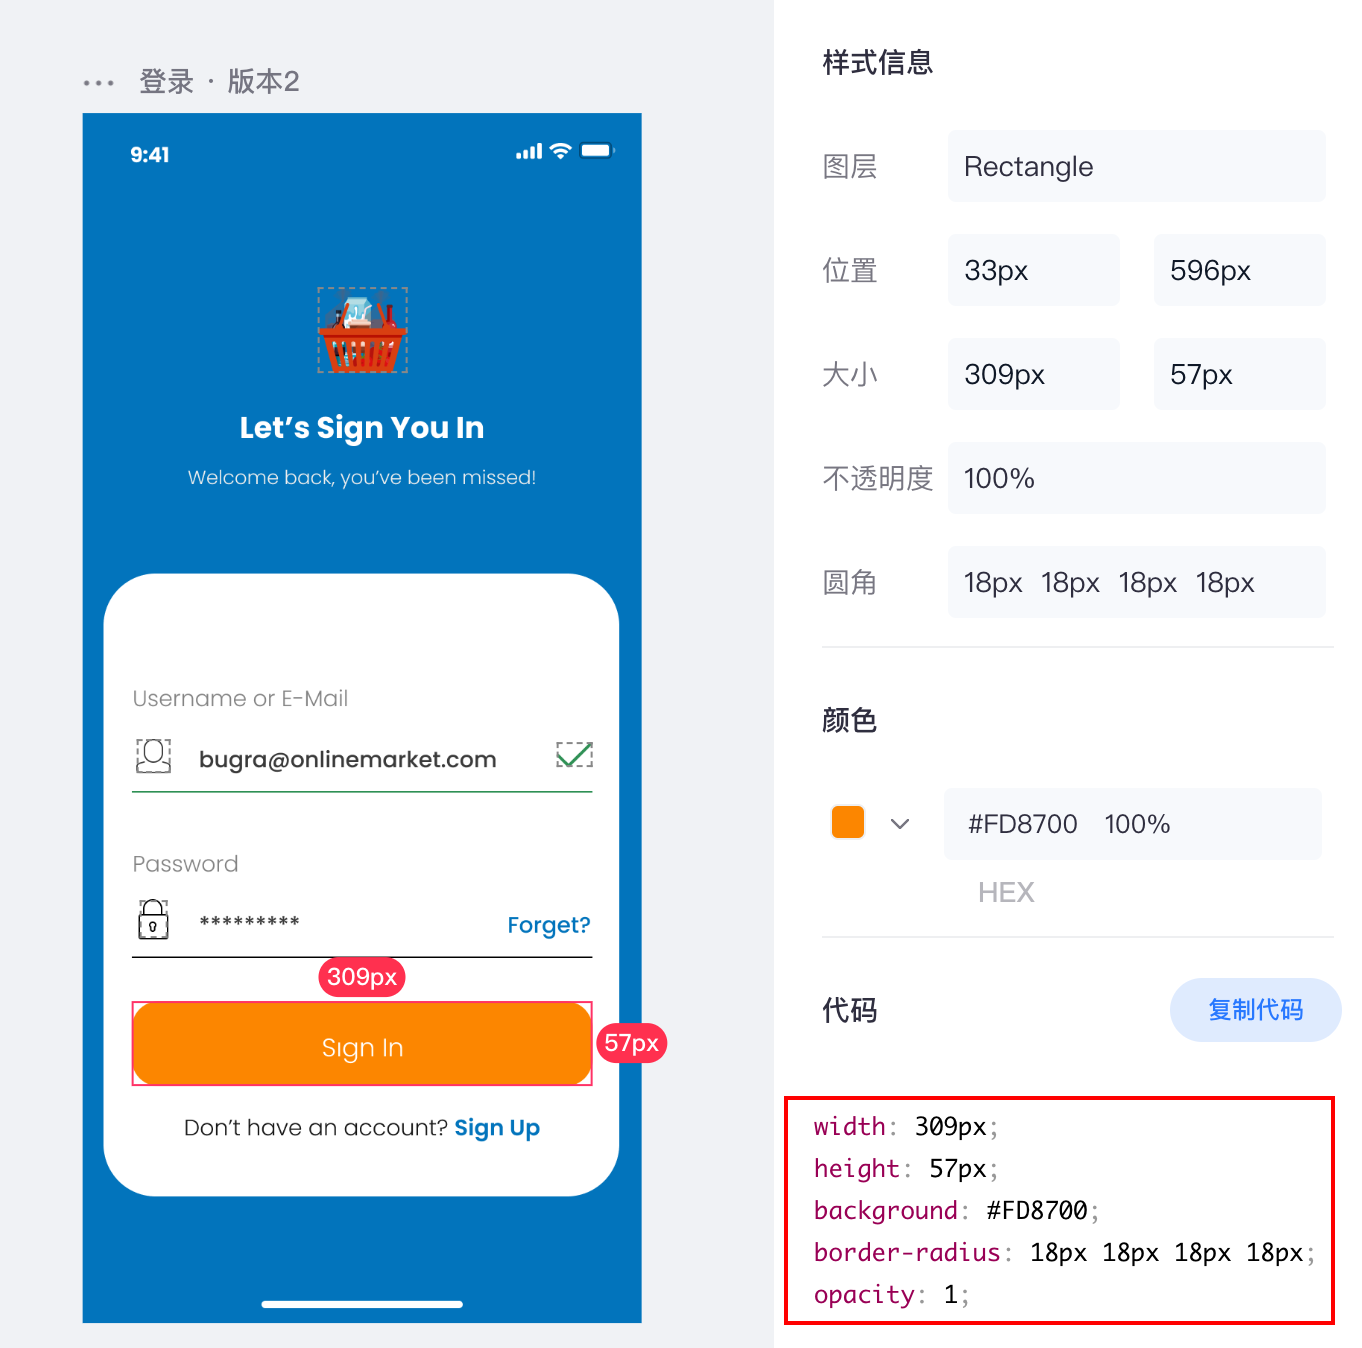 ··· 登录 · 版本2
9:41
Let’s Sign You In
Welcome back, you’ve been missed!
Username or E-Mail
bugra@onlinemarket.com
Password
*********
Forget?
309px
Sign In
57px
Don’t have an account? Sign Up
样式信息
图层 Rectangle
位置 33px 596px
大小 309px 57px
不透明度 100%
圆角 18px 18px 18px 18px
颜色
#FD8700 100%
HEX
代码 复制代码
width: 309px;
height: 57px;
background: #FD8700;
border-radius: 18px 18px 18px 18px;
opacity: 1;